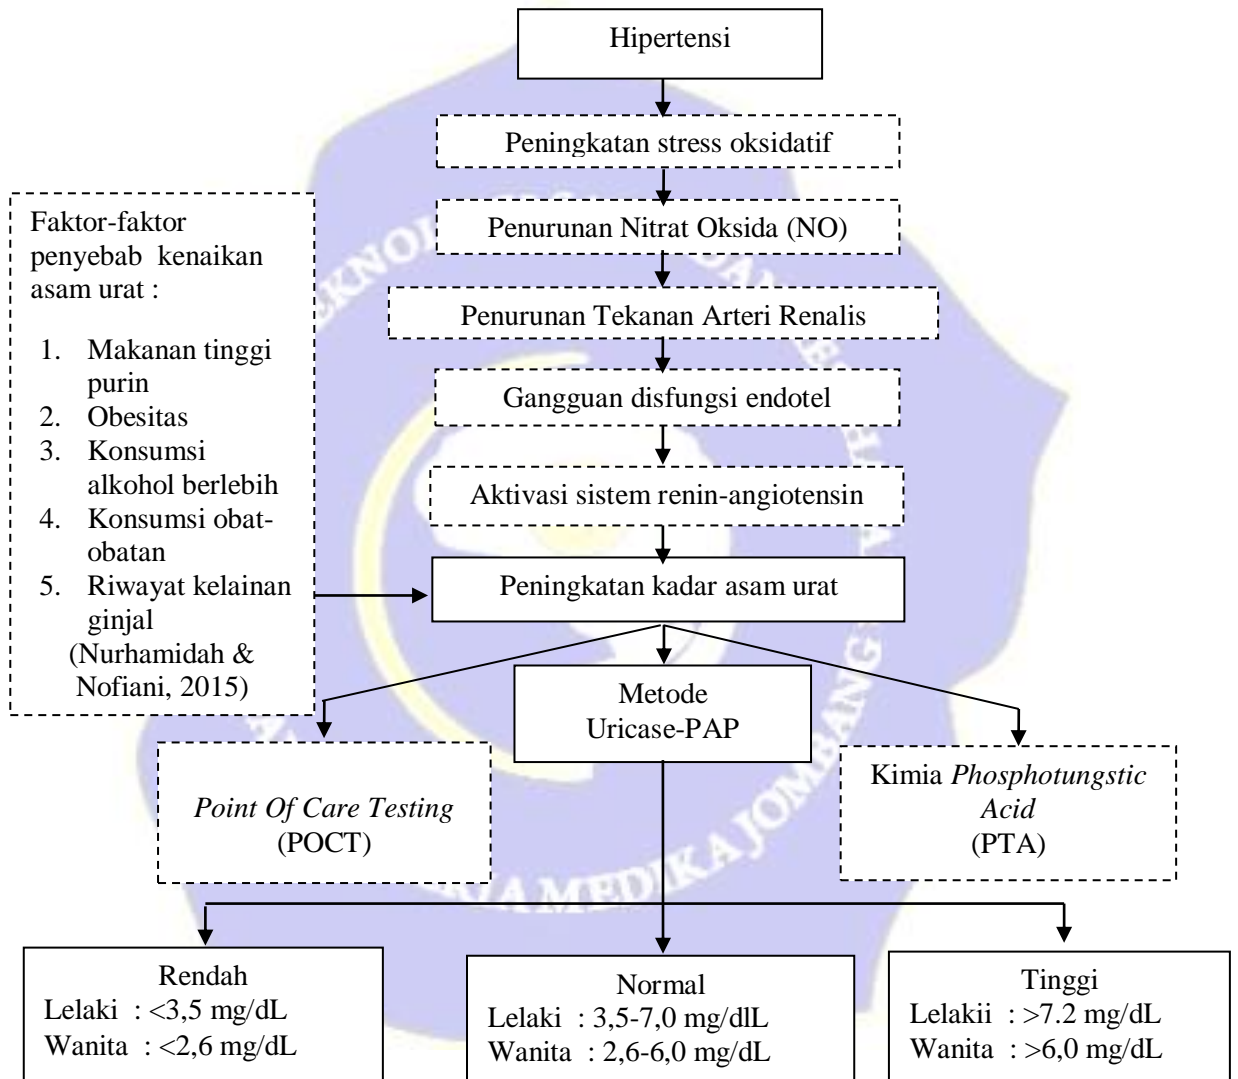 Hipertensi
Peningkatan stress oksidatif
Penurunan Nitrat Oksida (NO)
Penurunan Tekanan Arteri Renalis
Gangguan disfungsi endotel
Aktivasi sistem renin-angiotensin
Peningkatan kadar asam urat
Faktor-faktor
penyebab kenaikan
asam urat :
1. Makanan tinggi
purin
2. Obesitas
3. Konsumsi
alkohol berlebih
4. Konsumsi obat-
obatan
5. Riwayat kelainan
ginjal
(Nurhamidah &
Nofiani, 2015)
Point Of Care Testing
(POCT)
Metode
Uricase-PAP
Kimia Phosphotungstic
Acid
(PTA)
Rendah
Lelaki : <3,5 mg/dL
Wanita : <2,6 mg/dL
Normal
Lelaki : 3,5-7,0 mg/dlL
Wanita : 2,6-6,0 mg/dL
Tinggi
Lelakii : >7.2 mg/dL
Wanita : >6,0 mg/dL
MEDIKA JOMBANG